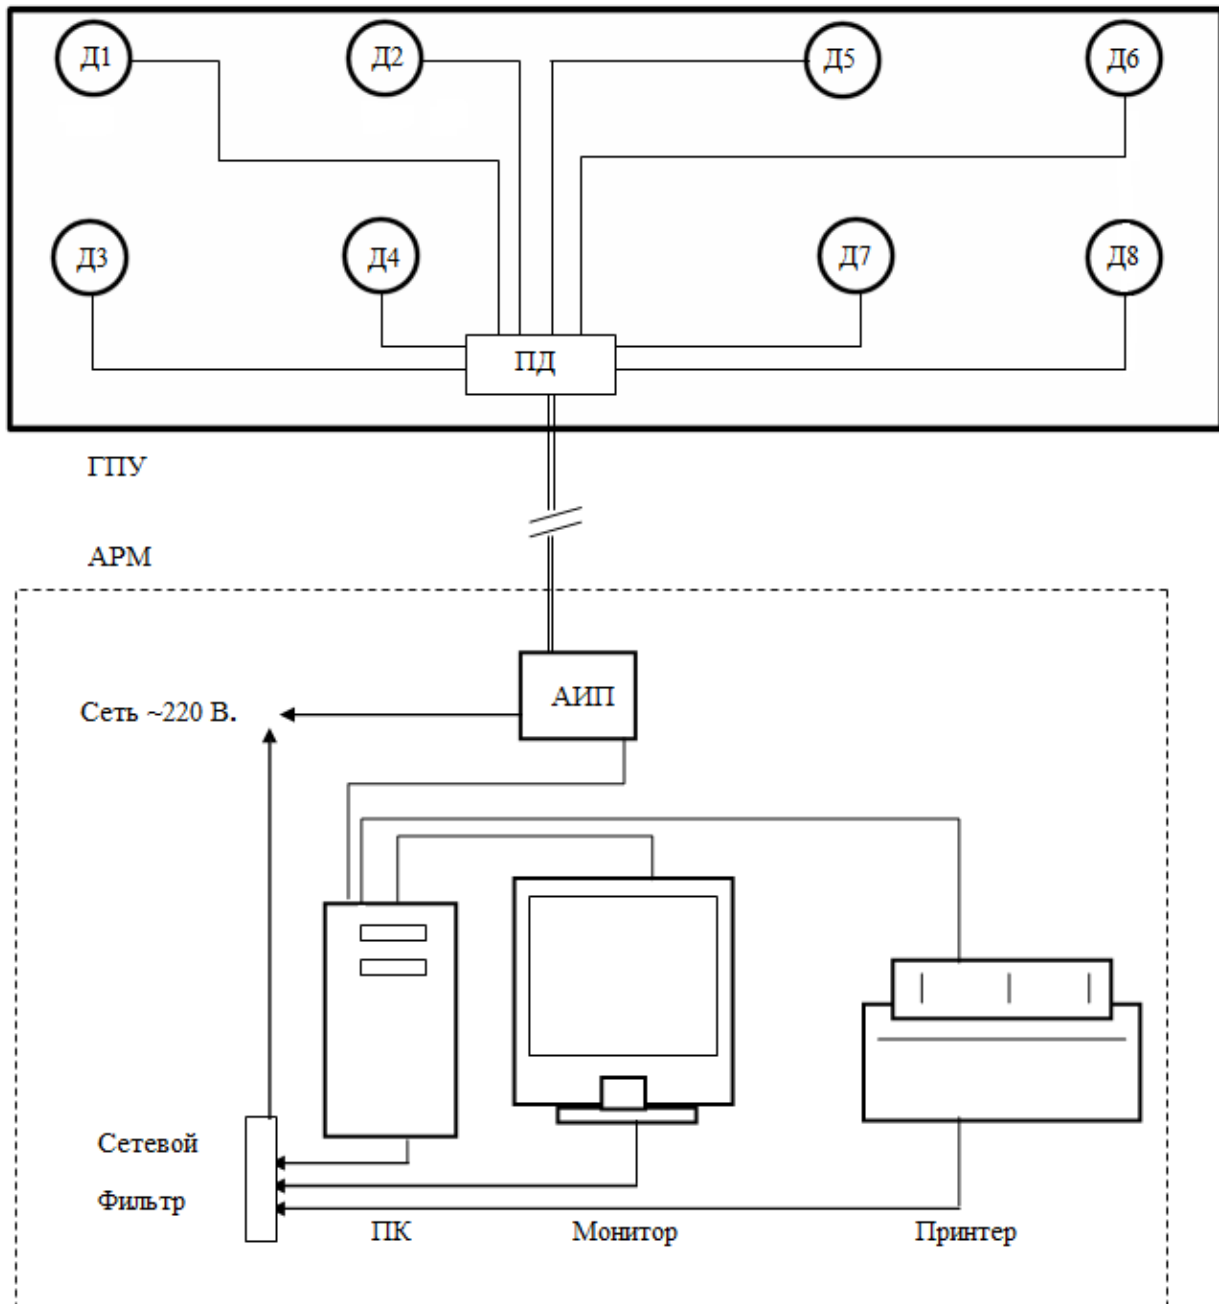 Д1 Д2 Д5 Д6
Д3 Д4 Д7 Д8
ПД
ГПУ
АРМ
АИП
Сеть ~220 В.
Сетевой
Фильтр
ПК Монитор Принтер